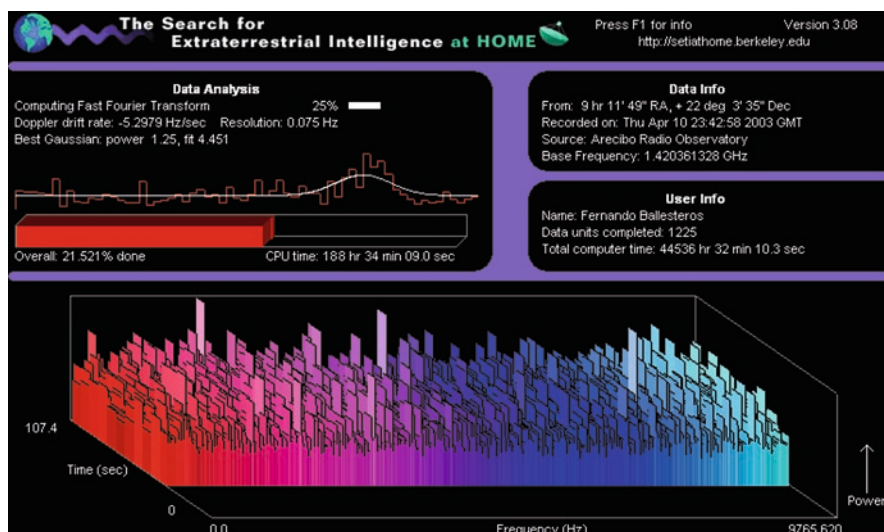 The Search for
Extraterrestrial Intelligence at HOME
Press F1 for info Version 3.08
http://setiathome.berkeley.edu
Data Analysis
Computing Fast Fourier Transform 25%
Doppler drift rate: -5.2979 Hz/sec Resolution: 0.075 Hz
Best Gaussian: power 1.25, fit 4.451
Overall: 21.521% done CPU time: 188 hr 34 min 09.0 sec
Data Info
From: 9 hr 11' 49" RA, + 22 deg 3' 35" Dec
Recorded on: Thu Apr 10 23:42:58 2003 GMT
Source: Arecibo Radio Observatory
Base Frequency: 1.420361328 GHz
User Info
Name: Fernando Ballesteros
Data units completed: 1225
Total computer time: 44536 hr 32 min 10.3 sec
107.4
Time (sec)
0
0.0 Frequency (Hz) 9765.620
Power